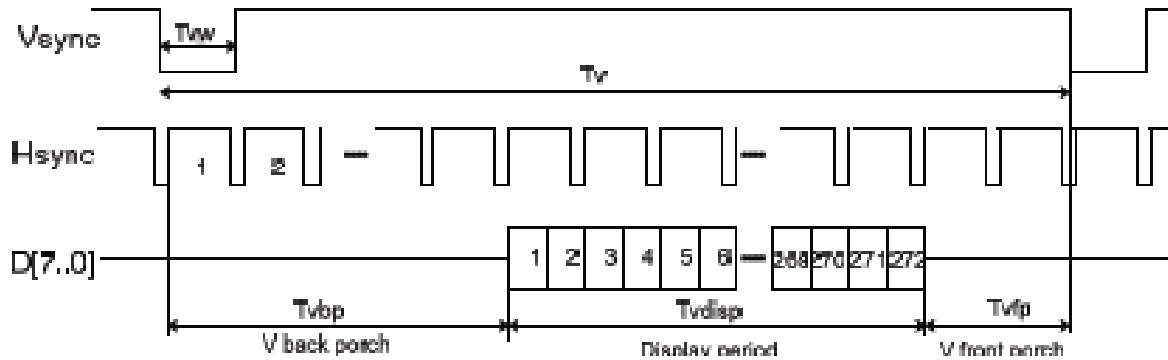 Vsync
Tvw
Tv
Hsync
1 2
D[7..0]
1 2 3 4 5 6 268 270 271 272
Tvbp Tvdisp Tvfp
V back porch Display period V front porch